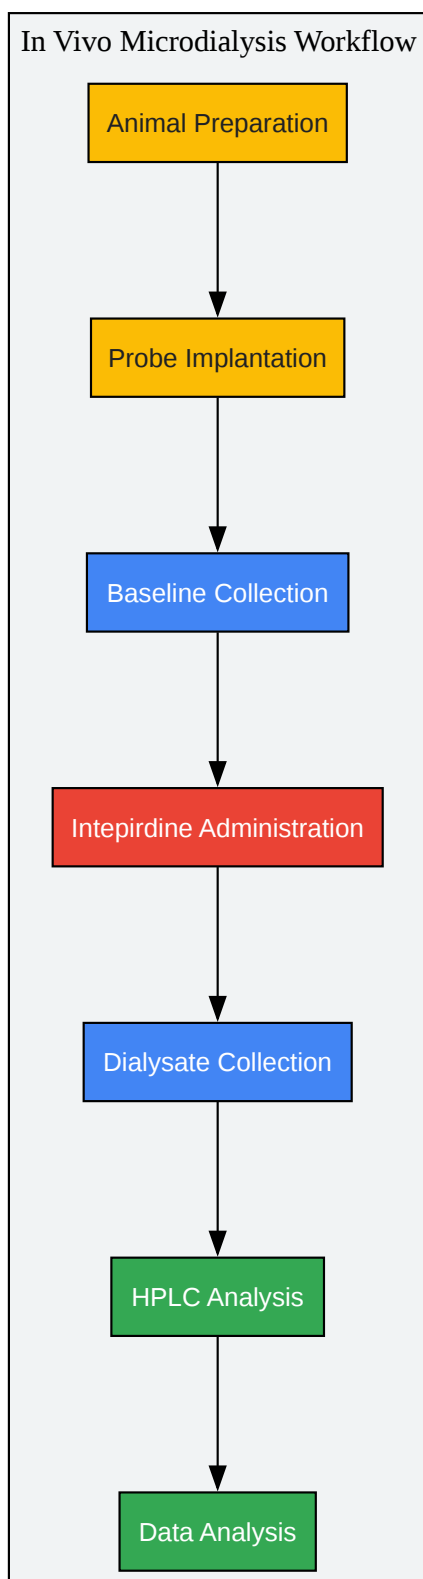 In Vivo Microdialysis Workflow
Animal Preparation
Probe Implantation
Baseline Collection
Intepirdine Administration
Dialysate Collection
HPLC Analysis
Data Analysis